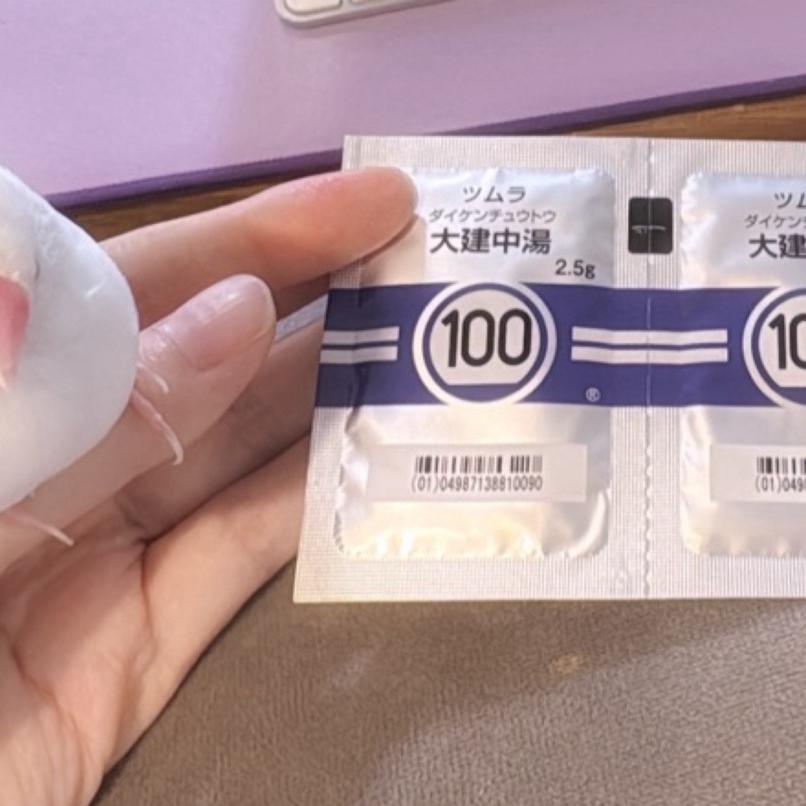 ツムラ
ダイケンチュウトウ
大建中湯
2.5g
100
®
(01)04987138810090
ツム
ダイケン
大建
10
(01)049